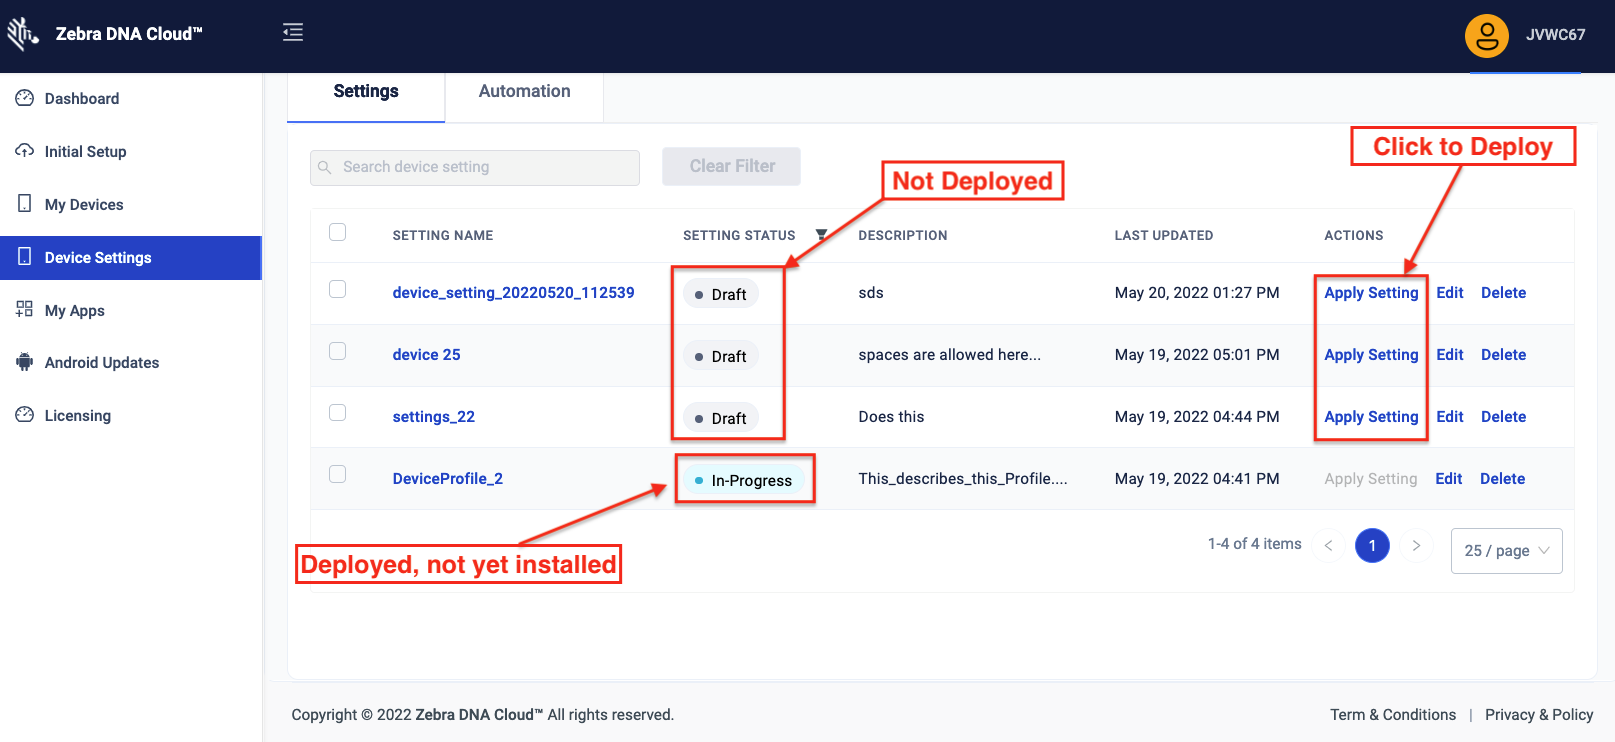 Zebra DNA Cloud™
JVWC67
Dashboard
Initial Setup
My Devices
Device Settings
My Apps
Android Updates
Licensing
Settings
Automation
Click to Deploy
Search device setting
Clear Filter
Not Deployed
SETTING NAME SETTING STATUS DESCRIPTION LAST UPDATED ACTIONS
device_setting_20220520_112539 Draft sds May 20, 2022 01:27 PM Apply Setting Edit Delete
device 25 Draft spaces are allowed here... May 19, 2022 05:01 PM Apply Setting Edit Delete
settings_22 Draft Does this May 19, 2022 04:44 PM Apply Setting Edit Delete
DeviceProfile_2 In-Progress This_describes_this_Profile.... May 19, 2022 04:41 PM Apply Setting Edit Delete
1-4 of 4 items < 1 > 25 / page
Deployed, not yet installed
Copyright © 2022 Zebra DNA Cloud™ All rights reserved.
Term & Conditions | Privacy & Policy